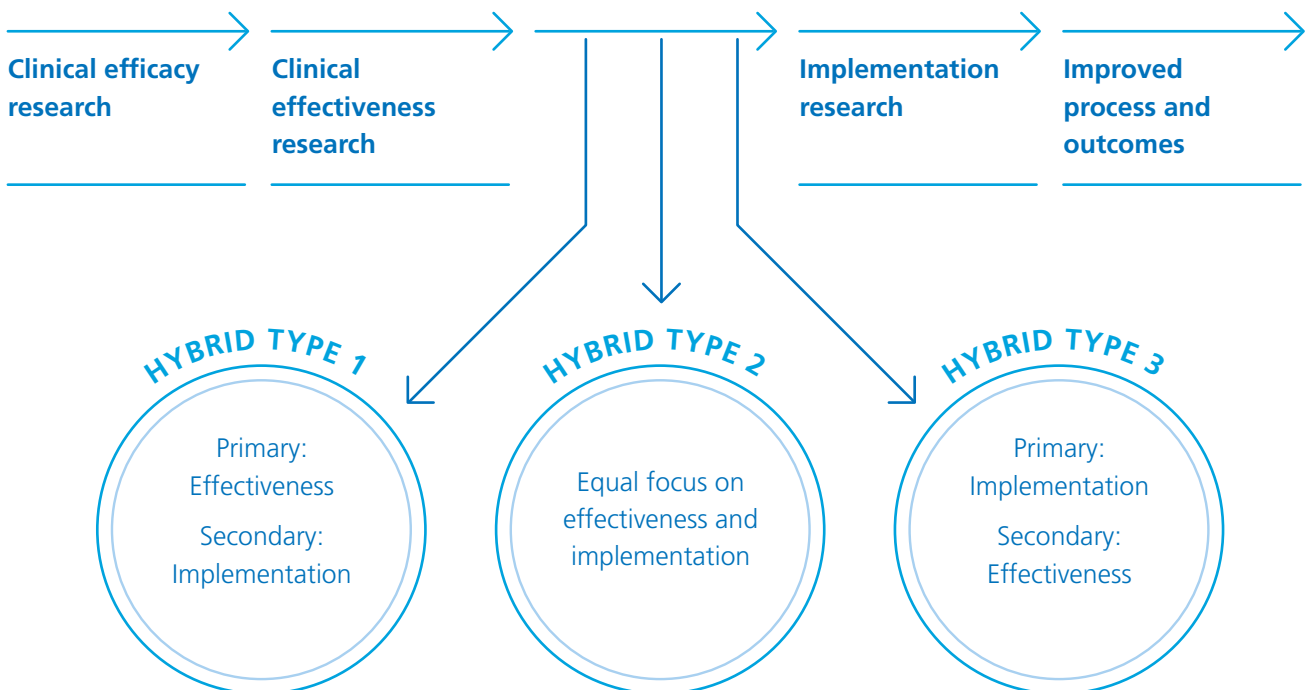 Clinical efficacy
research
Clinical
effectiveness
research
Implementation
research
Improved
process and
outcomes
HYBRID TYPE 1
Primary:
Effectiveness
Secondary:
Implementation
HYBRID TYPE 2
Equal focus on
effectiveness and
implementation
HYBRID TYPE 3
Primary:
Implementation
Secondary:
Effectiveness